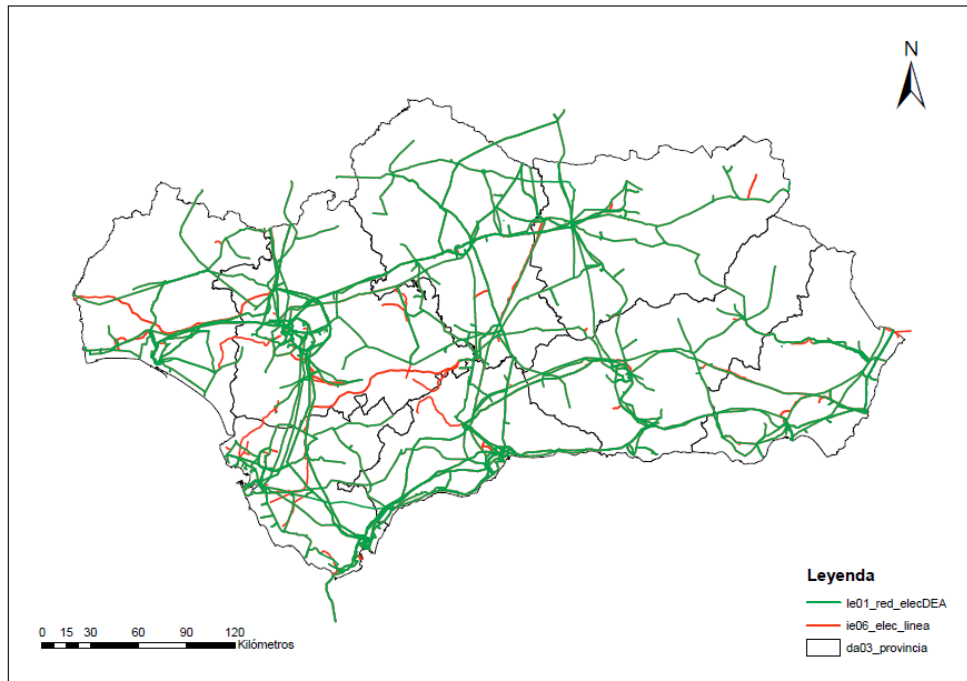 N
Leyenda
le01_red_elecDEA
ie06_elec_linea
da03_provincia
0 15 30 60 90 120
Kilómetros